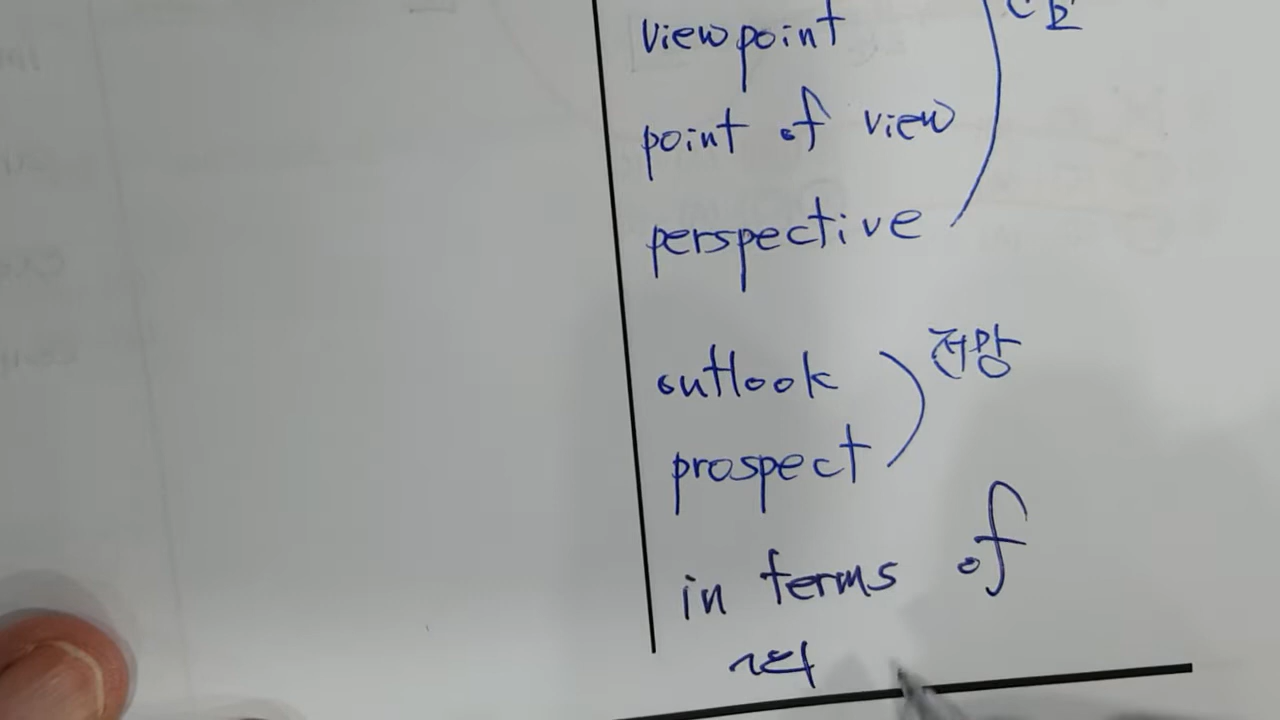 viewpoint
point of view
perspective
outlook
prospect
전망
in terms of